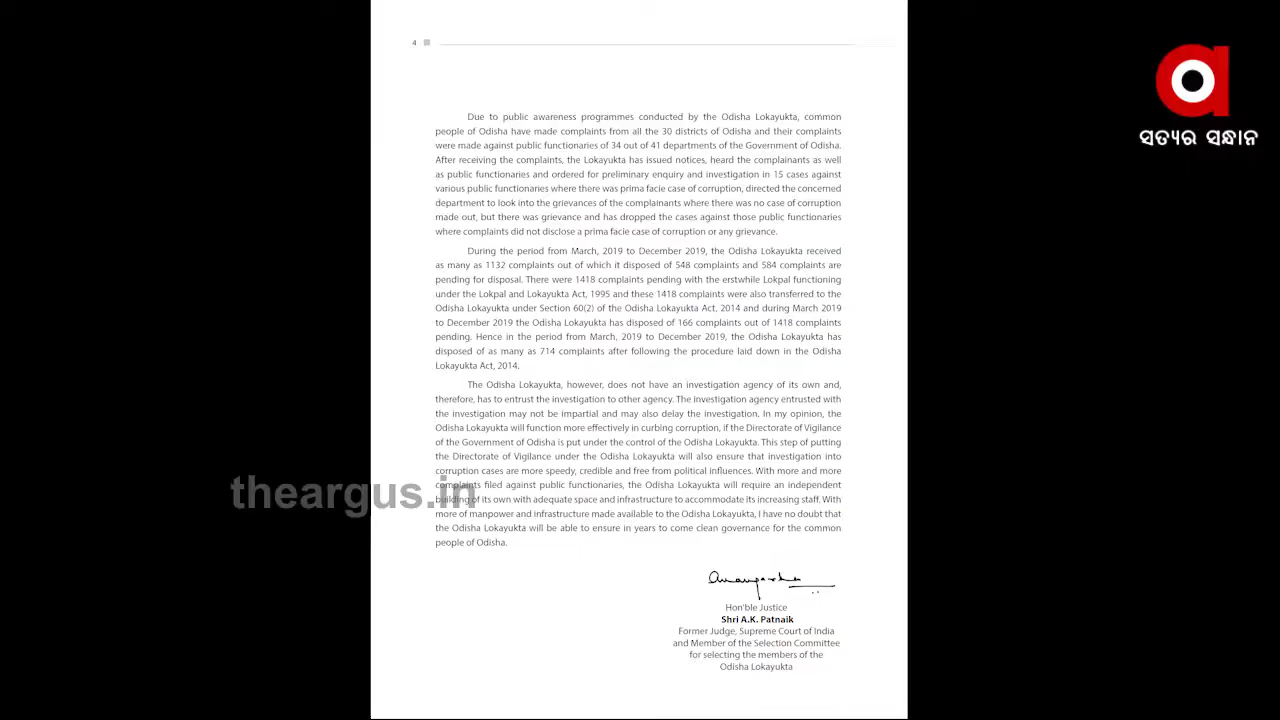 4
Due to public awareness programmes conducted by the Odisha Lokayukta, common
people of Odisha have made complaints from all the 30 districts of Odisha and their complaints
were made against public functionaries of 34 out of 41 departments of the Government of Odisha.
After receiving the complaints, the Lokayukta has issued notices, heard the complainants as well
as public functionaries and ordered for preliminary enquiry and investigation in 15 cases against
various public functionaries where there was prima facie case of corruption, directed the concerned
department to look into the grievances of the complainants where there was no case of corruption
made out, but there was grievance and has dropped the cases against those public functionaries
where complaints did not disclose a prima facie case of corruption or any grievance.
During the period from March, 2019 to December 2019, the Odisha Lokayukta received
as many as 1132 complaints out of which it disposed of 548 complaints and 584 complaints are
pending for disposal. There were 1418 complaints pending with the erstwhile Lokpal functioning
under the Lokpal and Lokayukta Act, 1995 and these 1418 complaints were also transferred to the
Odisha Lokayukta under Section 60(2) of the Odisha Lokayukta Act, 2014 and during March 2019
to December 2019 the Odisha Lokayukta has disposed of 166 complaints out of 1418 complaints
pending. Hence in the period from March, 2019 to December 2019, the Odisha Lokayukta has
disposed of as many as 714 complaints after following the procedure laid down in the Odisha
Lokayukta Act, 2014.
The Odisha Lokayukta, however, does not have an investigation agency of its own and,
therefore, has to entrust the investigation to other agency. The investigation agency entrusted with
the investigation may not be impartial and may also delay the investigation. In my opinion, the
Odisha Lokayukta will function more effectively in curbing corruption, if the Directorate of Vigilance
of the Government of Odisha is put under the control of the Odisha Lokayukta. This step of putting
the Directorate of Vigilance under the Odisha Lokayukta will also ensure that investigation into
corruption cases are more speedy, credible and free from political influences. With more and more
complaints filed against public functionaries, the Odisha Lokayukta will require an independent
building of its own with adequate space and infrastructure to accommodate its increasing staff. With
more of manpower and infrastructure made available to the Odisha Lokayukta, I have no doubt that
the Odisha Lokayukta will be able to ensure in years to come clean governance for the common
people of Odisha.
Hon'ble Justice
Shri A.K. Patnaik
Former Judge, Supreme Court of India
and Member of the Selection Committee
for selecting the members of the
Odisha Lokayukta
theargus.in
ସତ୍ୟର ସନ୍ଧାନ